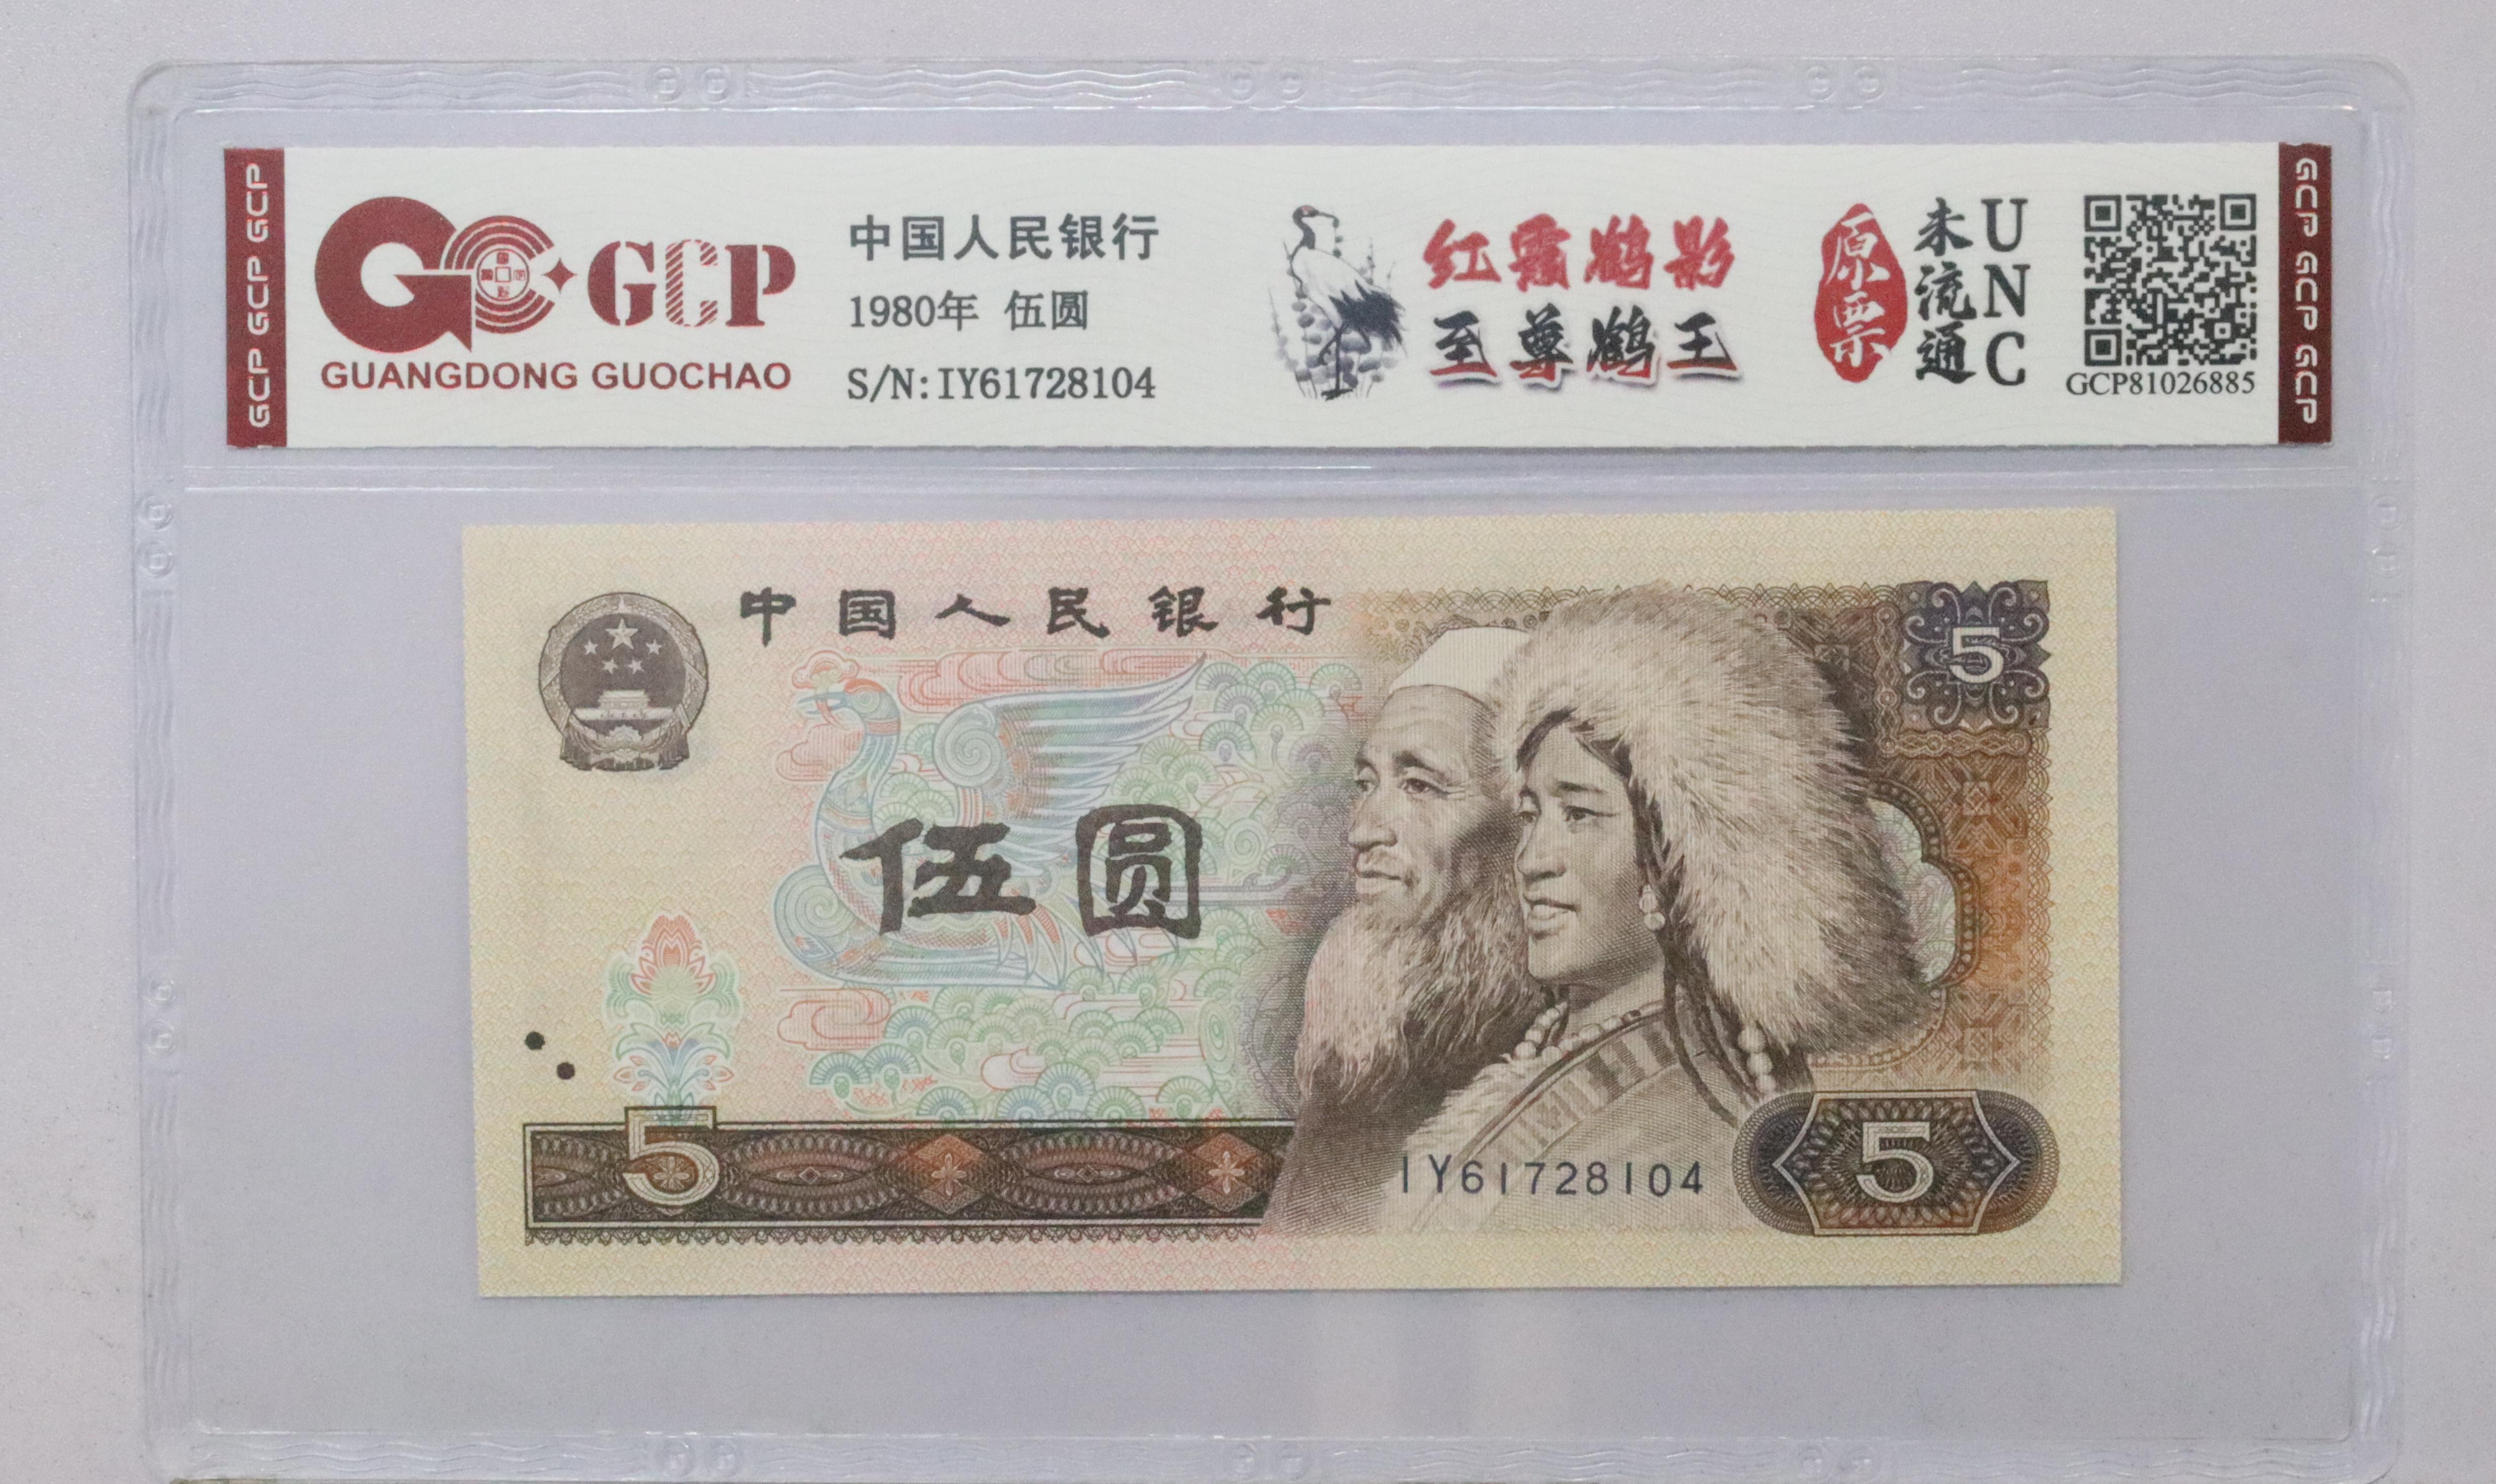 GCP GCP GCP
GCP
GUANGDONG GUOCHAO
中国人民银行
1980年 伍圆
S/N:IY61728104
红霞鹤影
至尊鹤王
原票
未流通
UNC
GCP81026885
GCP GCP GCP
中国人民银行
5
伍圆
5
IY61728104
5